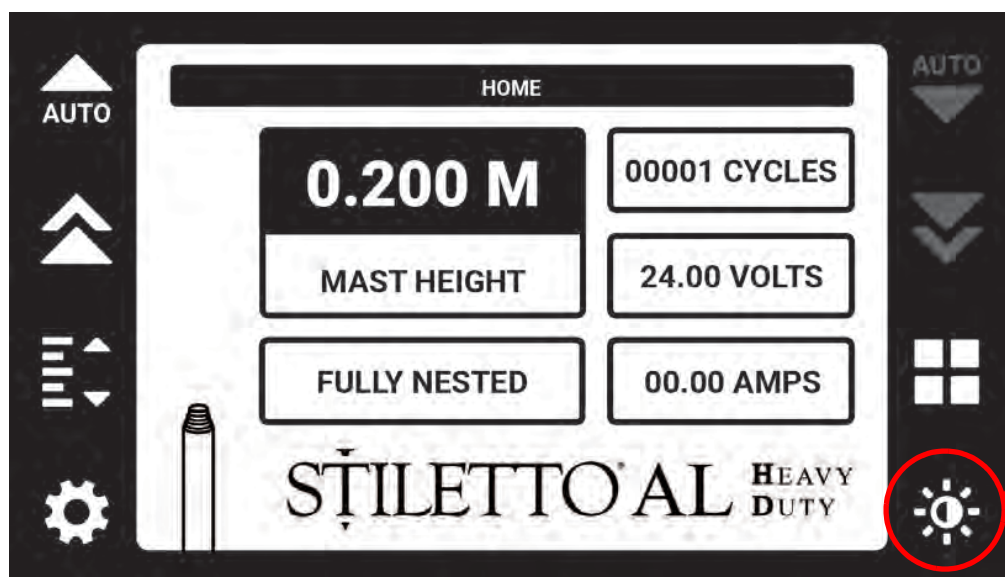 HOME
AUTO
AUTO
0.200 M
MAST HEIGHT
FULLY NESTED
00001 CYCLES
24.00 VOLTS
00.00 AMPS
STILETTO® AL HEAVY
DUTY